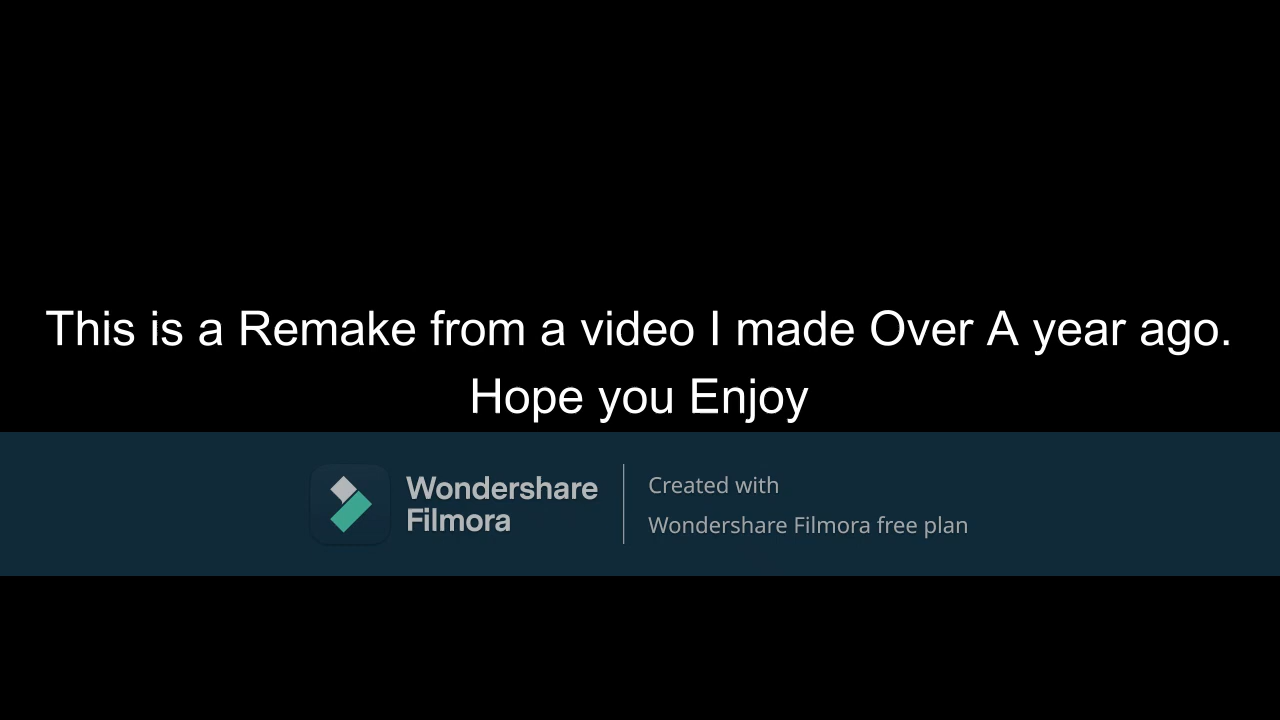 This is a Remake from a video I made Over A year ago.
Hope you Enjoy
Wondershare
Filmora
Created with
Wondershare Filmora free plan